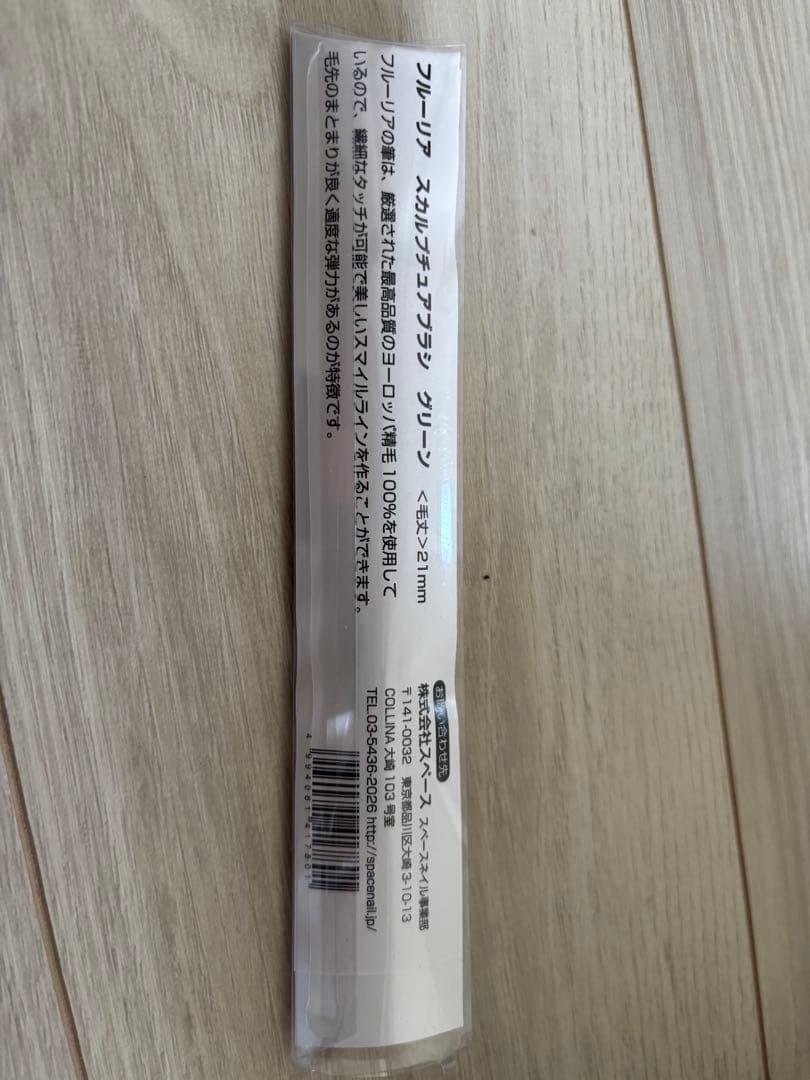 フルーリア　スカルプチュアブラシ　グリーン　＜毛丈＞21mm
フルーリアの筆は、厳選された最高品質のヨーロッパ精毛100％を使用して
いるので、繊細なタッチが可能で美しいスマイルラインを作ることができます。
毛先のまとまりが良く適度な弾力があるのが特徴です。
お問い合わせ先
株式会社スペース　スペースネイル事業部
〒141-0032　東京都品川区大崎3-10-13
COLLINA 大崎 103号室
TEL.03-5436-2026 http://spacenail.jp/
4994081417801